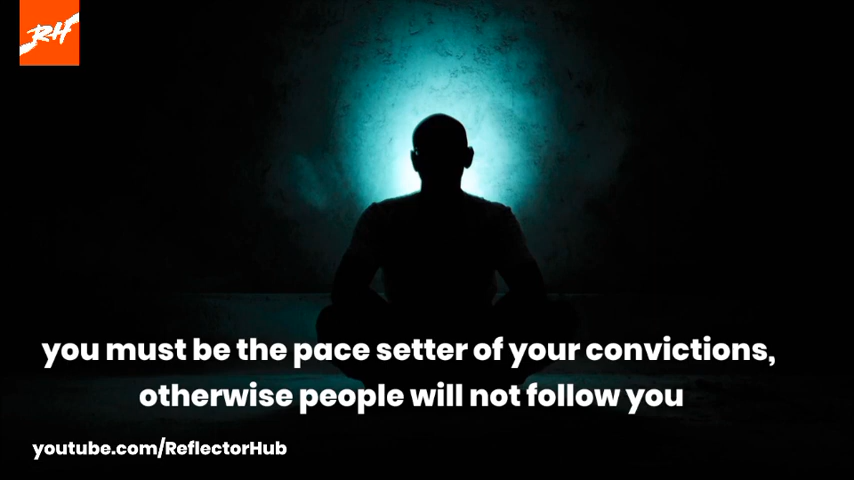 RH
you must be the pace setter of your convictions,
otherwise people will not follow you
youtube.com/ReflectorHub